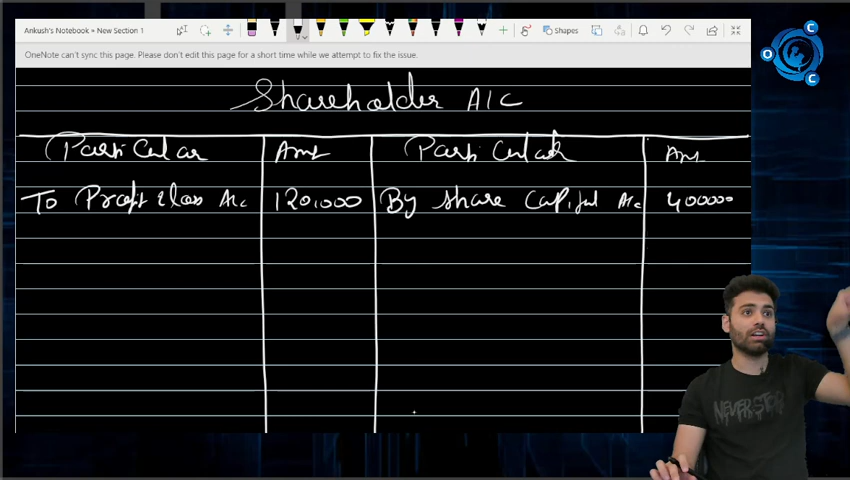 Ankush's Notebook » New Section 1
Shapes
OneNote can't sync this page. Please don't edit this page for a short time while we attempt to fix the issue.
Shareholder A/C
Particular Amt Particular Amt
To Profit & loss A/c 120,000 By Share Capital A/c 400000
O C C
NEVER STOP